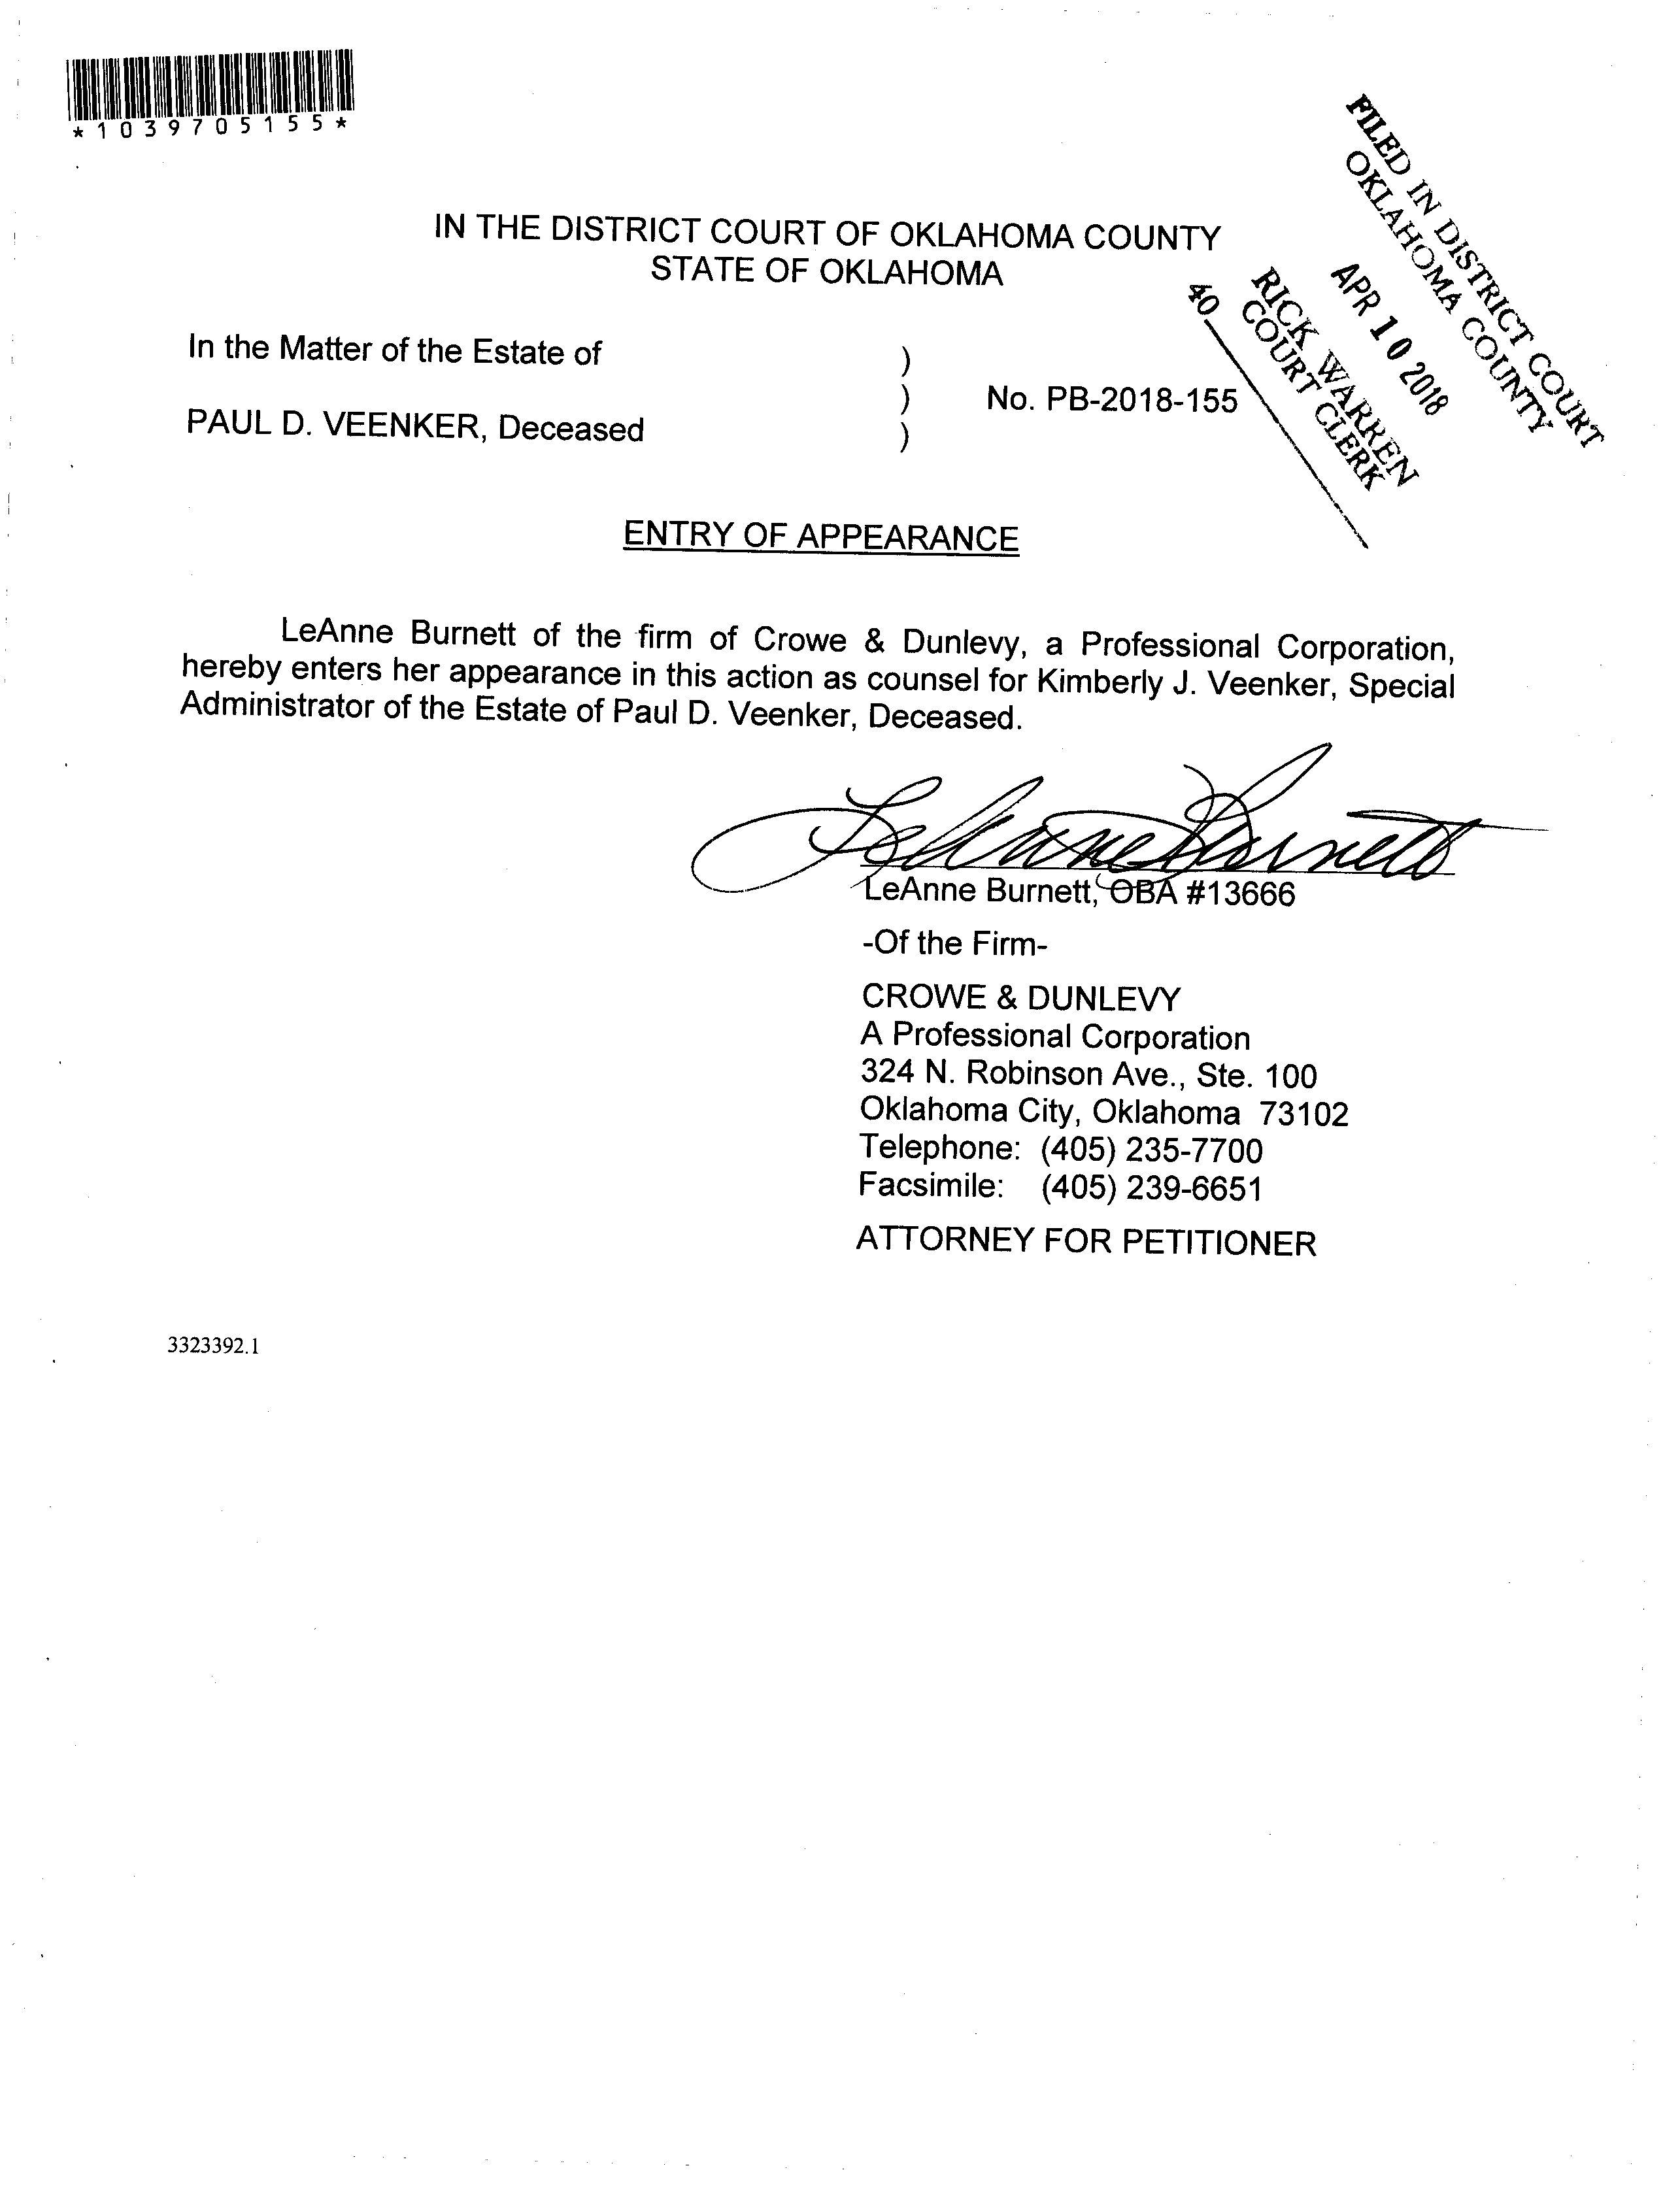 *1039705155*
FILED IN DISTRICT COURT
OKLAHOMA COUNTY
APR 10 2018
RICK WARREN
COURT CLERK
40
IN THE DISTRICT COURT OF OKLAHOMA COUNTY
STATE OF OKLAHOMA
In the Matter of the Estate of )
) No. PB-2018-155
PAUL D. VEENKER, Deceased )
ENTRY OF APPEARANCE
LeAnne Burnett of the firm of Crowe & Dunlevy, a Professional Corporation,
hereby enters her appearance in this action as counsel for Kimberly J. Veenker, Special
Administrator of the Estate of Paul D. Veenker, Deceased.
LeAnne Burnett
LeAnne Burnett, OBA #13666
-Of the Firm-
CROWE & DUNLEVY
A Professional Corporation
324 N. Robinson Ave., Ste. 100
Oklahoma City, Oklahoma 73102
Telephone: (405) 235-7700
Facsimile: (405) 239-6651
ATTORNEY FOR PETITIONER
3323392.1